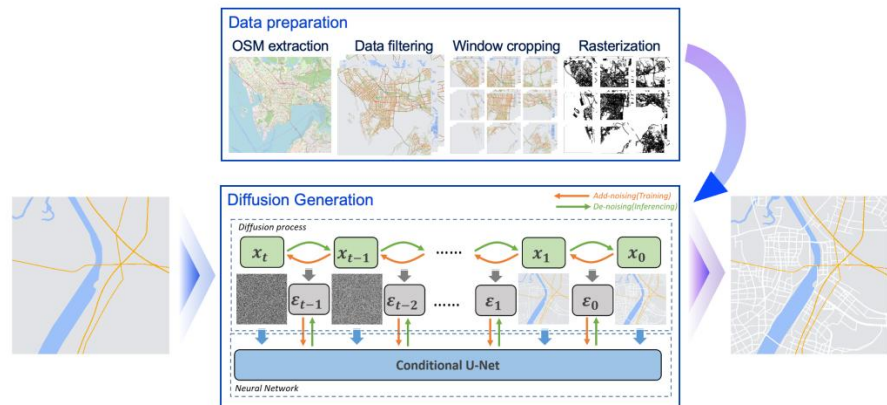 Data preparation
OSM extraction Data filtering Window cropping Rasterization
Diffusion Generation
Add-noising(Training)
De-noising(Inferencing)
Diffusion process
x_t x_{t−1} ...... x_1 x_0
ε_{t−1} ε_{t−2} ...... ε_1 ε_0
Conditional U-Net
Neural Network